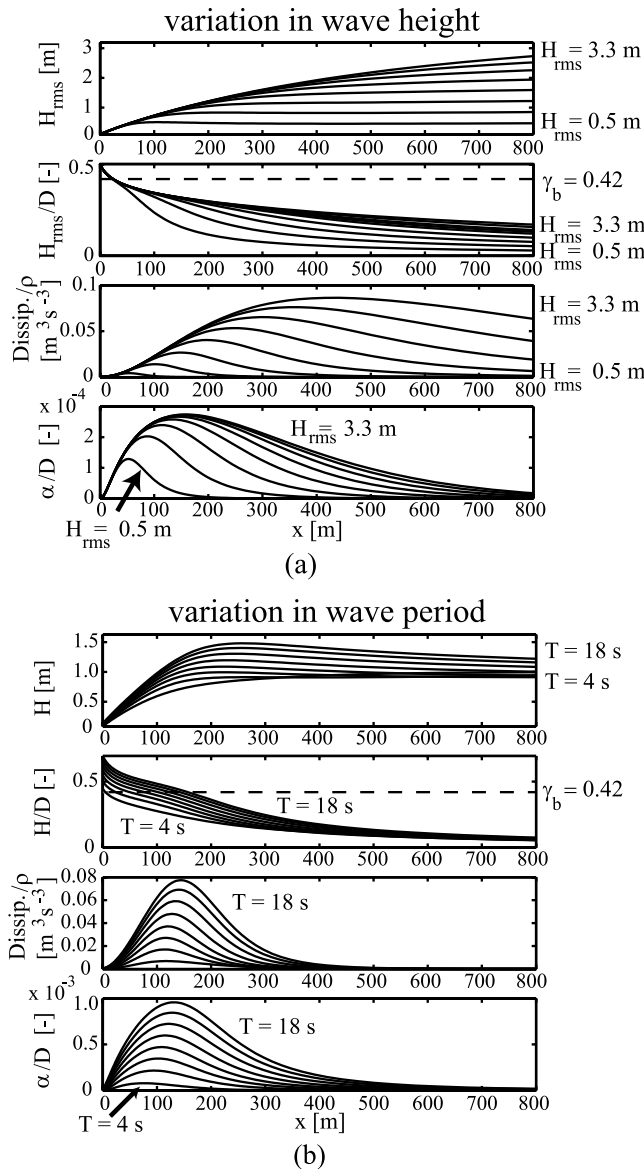 variation in wave height
H_rms [m]
3
2
1
0
0 100 200 300 400 500 600 700 800
H_rms = 3.3 m
H_rms = 0.5 m
H_rms/D [-]
0.5
0
0 100 200 300 400 500 600 700 800
γ_b = 0.42
H_rms = 3.3 m
H_rms = 0.5 m
Dissip./ρ
[m^3s^-3]
0.1
0.05
0
0 100 200 300 400 500 600 700 800
H_rms = 3.3 m
H_rms = 0.5 m
x 10^-4
α/D [-]
2
1
0
0 100 200 300 400 500 600 700 800
H_rms = 3.3 m
H_rms = 0.5 m
x [m]
(a)
variation in wave period
H [m]
1.5
1.0
0.5
0
0 100 200 300 400 500 600 700 800
T = 18 s
T = 4 s
H/D [-]
0.5
0
0 100 200 300 400 500 600 700 800
γ_b = 0.42
T = 18 s
T = 4 s
Dissip./ρ
[m^3s^-3]
0.08
0.06
0.04
0.02
0
0 100 200 300 400 500 600 700 800
T = 18 s
x 10^-3
α/D [-]
1.0
0.5
0
0 100 200 300 400 500 600 700 800
T = 18 s
T = 4 s
x [m]
(b)